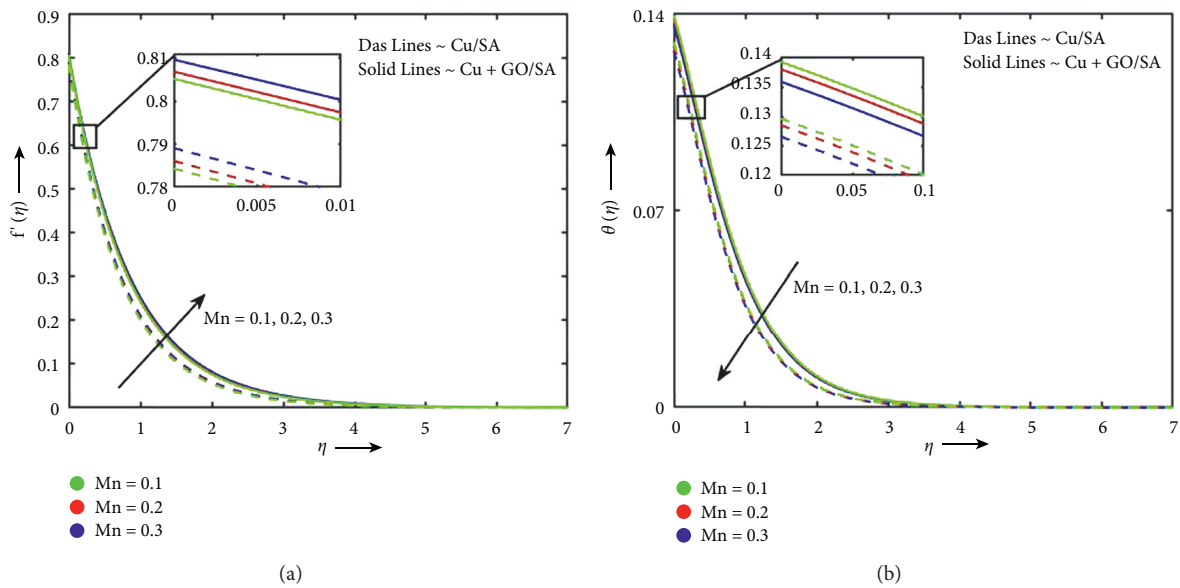 0.9
0.8
0.7
0.6
0.5
0.4
0.3
0.2
0.1
0
f'(η)
Das Lines ~ Cu/SA
Solid Lines ~ Cu + GO/SA
0.81
0.8
0.79
0.78
0
0.005
0.01
Mn = 0.1, 0.2, 0.3
0 1 2 3 4 5 6 7
η
Mn = 0.1
Mn = 0.2
Mn = 0.3
(a)
0.14
0.07
0
θ (η)
Das Lines ~ Cu/SA
Solid Lines ~ Cu + GO/SA
0.14
0.135
0.13
0.125
0.12
0
0.05
0.1
Mn = 0.1, 0.2, 0.3
0 1 2 3 4 5 6 7
η
Mn = 0.1
Mn = 0.2
Mn = 0.3
(b)